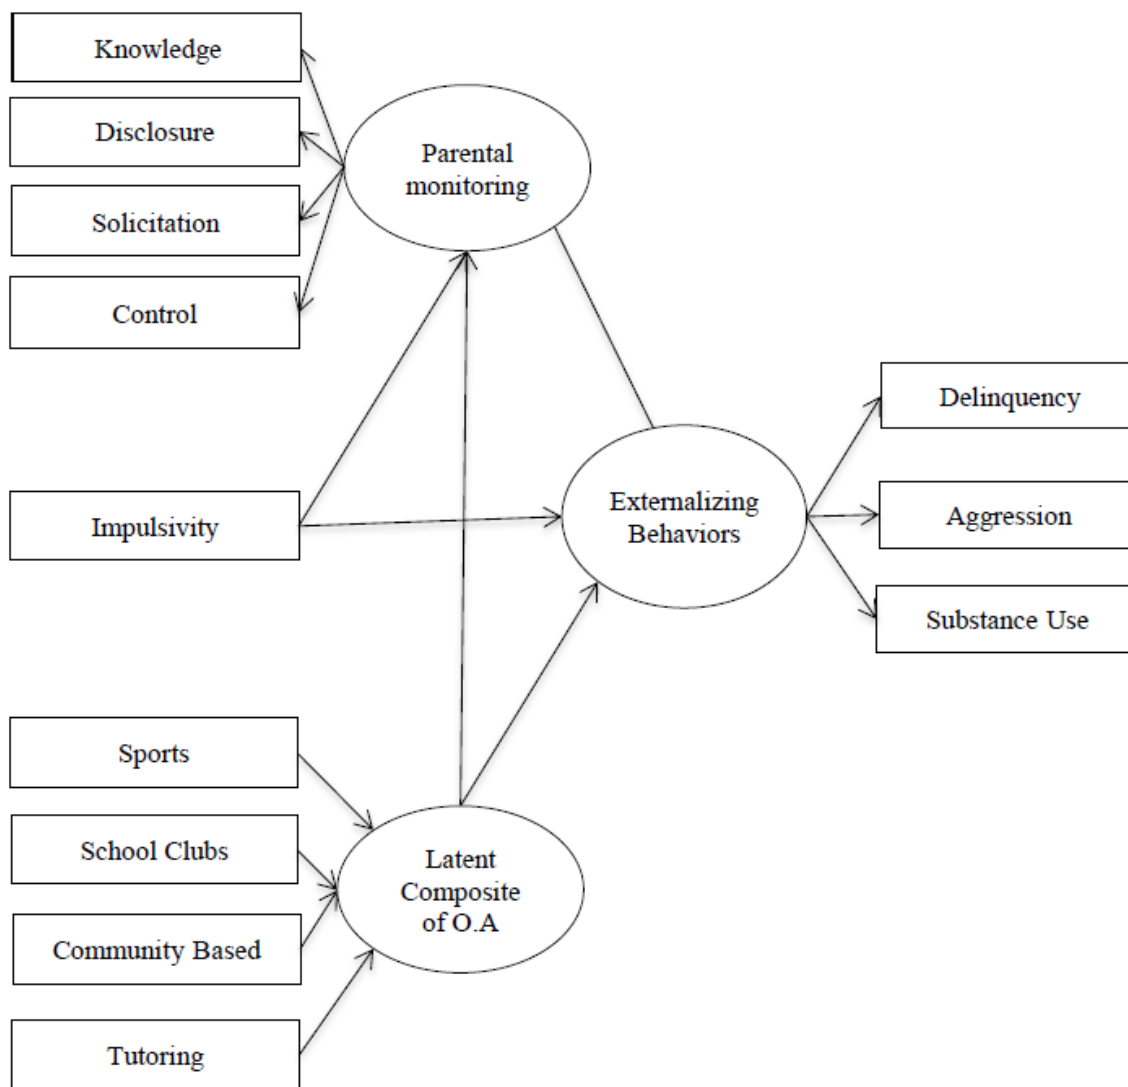 Knowledge
Disclosure
Solicitation
Control
Parental
monitoring
Impulsivity
Externalizing
Behaviors
Delinquency
Aggression
Substance Use
Sports
School Clubs
Community Based
Tutoring
Latent
Composite
of O.A